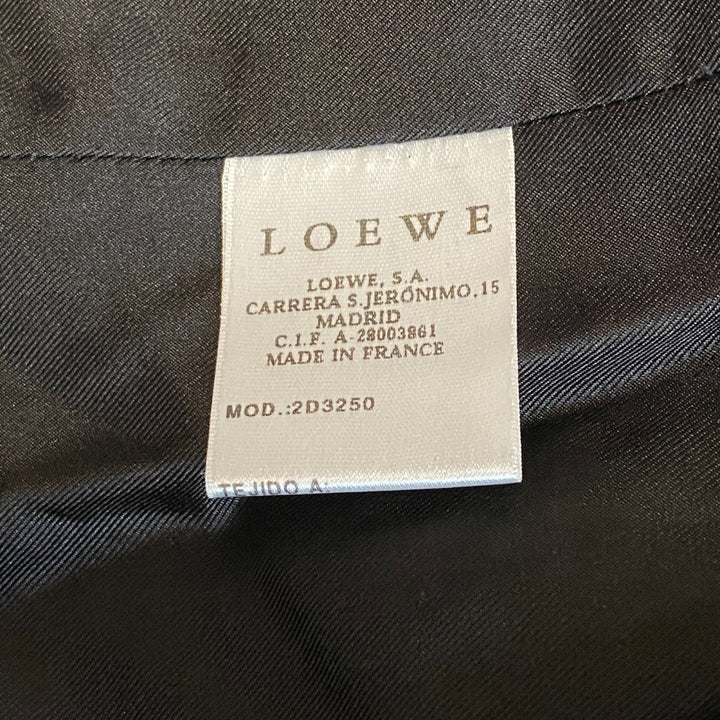 LOEWE
LOEWE, S.A.
CARRERA S.JERÓNIMO,15
MADRID
C.I.F. A-28003861
MADE IN FRANCE
MOD.:2D3250
TEJIDO A: